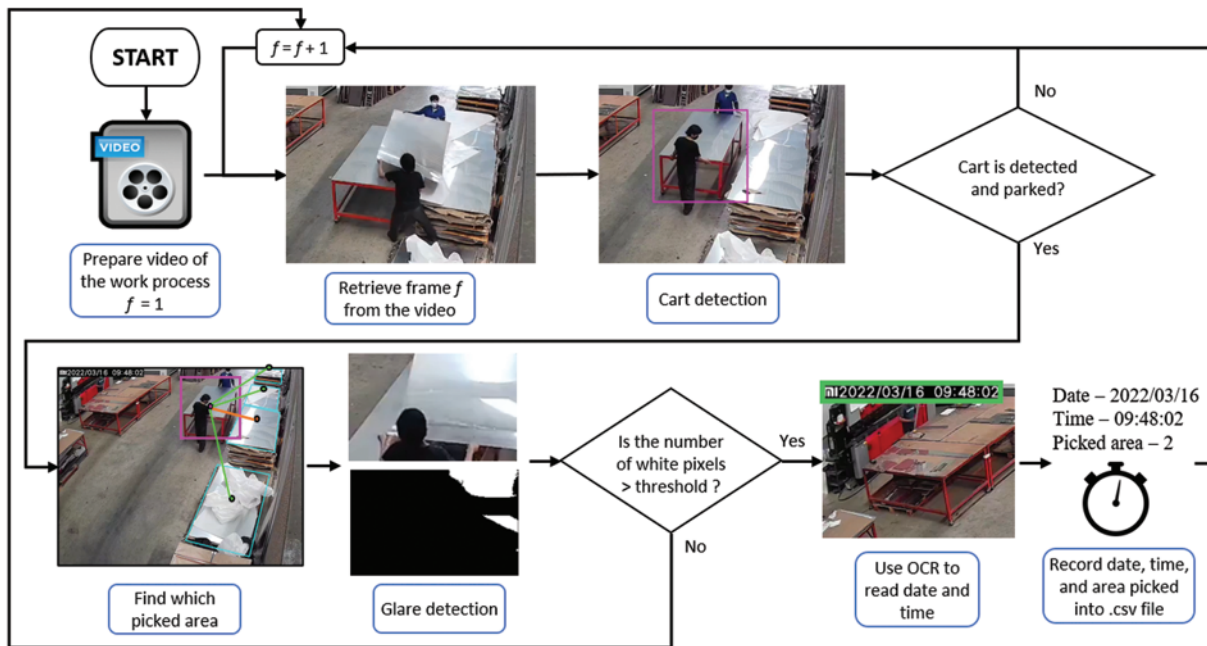 START
f = f + 1
VIDEO
Prepare video of
the work process
f = 1
Retrieve frame f
from the video
Cart detection
No
Cart is detected
and parked?
Yes
2022/03/16 09:48:02
Find which
picked area
Glare detection
Is the number
of white pixels
> threshold ?
Yes
No
2022/03/16 09:48:02
Use OCR to
read date and
time
Date – 2022/03/16
Time – 09:48:02
Picked area – 2
Record date, time,
and area picked
into .csv file